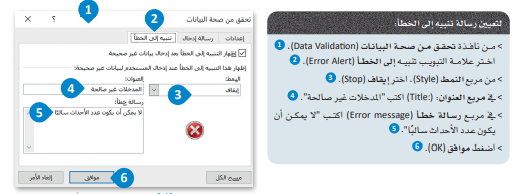 لتعيين رسالة تنبيه إلى الخطأ:
> من نافذة تحقق من صحة البيانات (Data Validation). 1
اختر علامة التبويب تنبيه إلى الخطأ (Error Alert). 2
> من مربع النمط (Style)، اختر إيقاف (Stop). 3
> في مربع العنوان: (Title:) اكتب "المدخلات غير صالحة". 4
> في مربع رسالة خطأ (Error message) اكتب "لا يمكن أن
يكون عدد الأحداث سالبًا". 5
> اضغط موافق (OK). 6
تحقق من صحة البيانات
1
? ×
إعدادات
رسالة إدخال
تنبيه إلى الخطأ
2
إظهار التنبيه إلى الخطأ بعد إدخال بيانات غير صحيحة
إظهار هذا التنبيه إلى الخطأ عند إدخال المستخدم لبيانات غير صحيحة:
النمط:
العنوان:
إيقاف
3
المدخلات غير صالحة
4
رسالة خطأ:
لا يمكن أن يكون عدد الأحداث سالبًا
5
مسح الكل
موافق
6
إلغاء الأمر